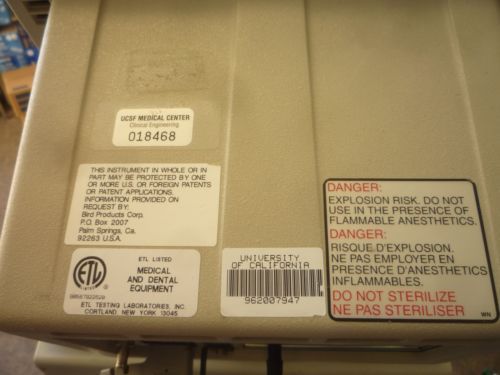 UCSF MEDICAL CENTER
Clinical Engineering
018468
THIS INSTRUMENT IN WHOLE OR IN
PART MAY BE PROTECTED BY ONE
OR MORE U.S. OR FOREIGN PATENTS
OR PATENT APPLICATIONS.
INFORMATION PROVIDED ON
REQUEST BY:
Bird Products Corp.
P.O. Box 2007
Palm Springs, Ca.
92263 U.S.A.
ETL LISTED
MEDICAL
AND DENTAL
EQUIPMENT
ETL
ETL TESTING LABORATORIES, INC.
CORTLAND, NEW YORK 13045
UNIVERSITY
OF CALIFORNIA
962007947
DANGER:
EXPLOSION RISK. DO NOT
USE IN THE PRESENCE OF
FLAMMABLE ANESTHETICS.
DANGER:
RISQUE D'EXPLOSION.
NE PAS EMPLOYER EN
PRESENCE D'ANESTHETICS
INFLAMMABLES.
DO NOT STERILIZE
NE PAS STERILISER